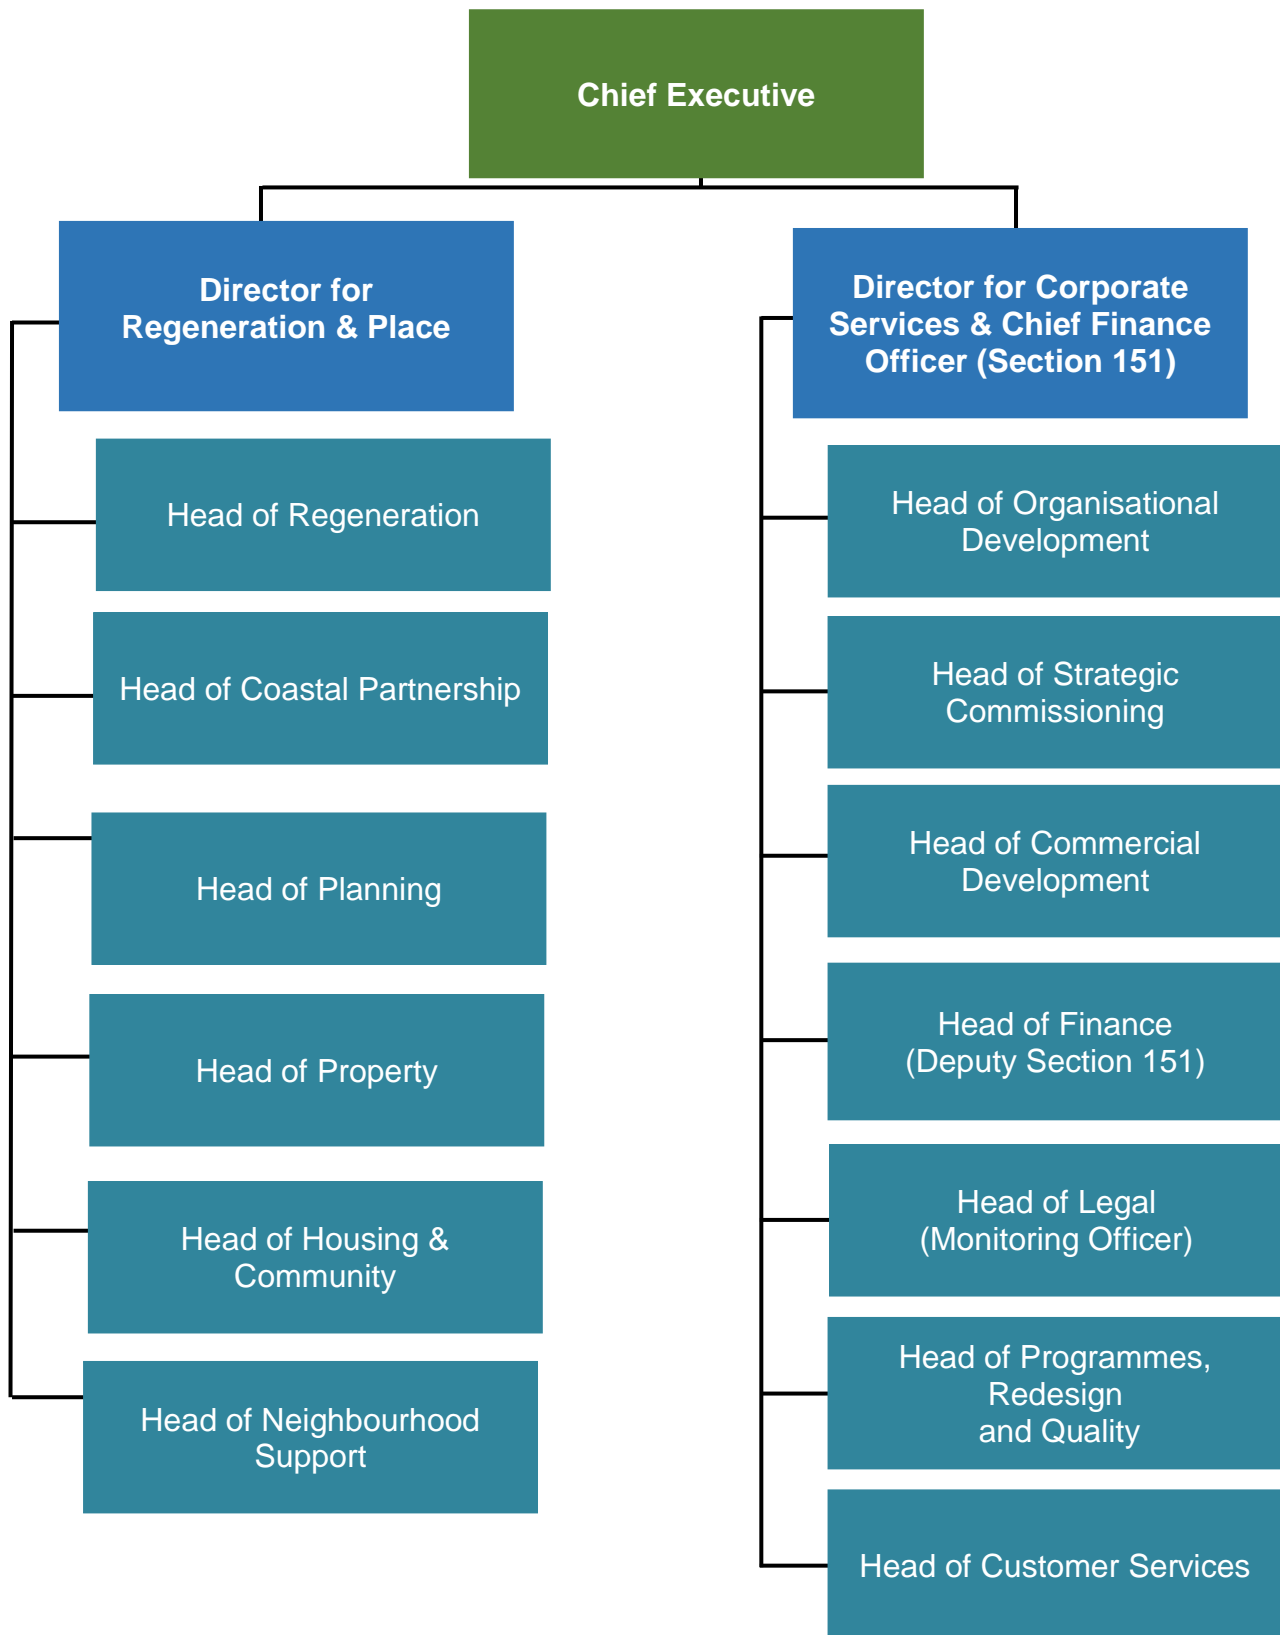 Chief Executive
Director for
Regeneration & Place
Head of Regeneration
Head of Coastal Partnership
Head of Planning
Head of Property
Head of Housing &
Community
Head of Neighbourhood
Support
Director for Corporate
Services & Chief Finance
Officer (Section 151)
Head of Organisational
Development
Head of Strategic
Commissioning
Head of Commercial
Development
Head of Finance
(Deputy Section 151)
Head of Legal
(Monitoring Officer)
Head of Programmes,
Redesign
and Quality
Head of Customer Services